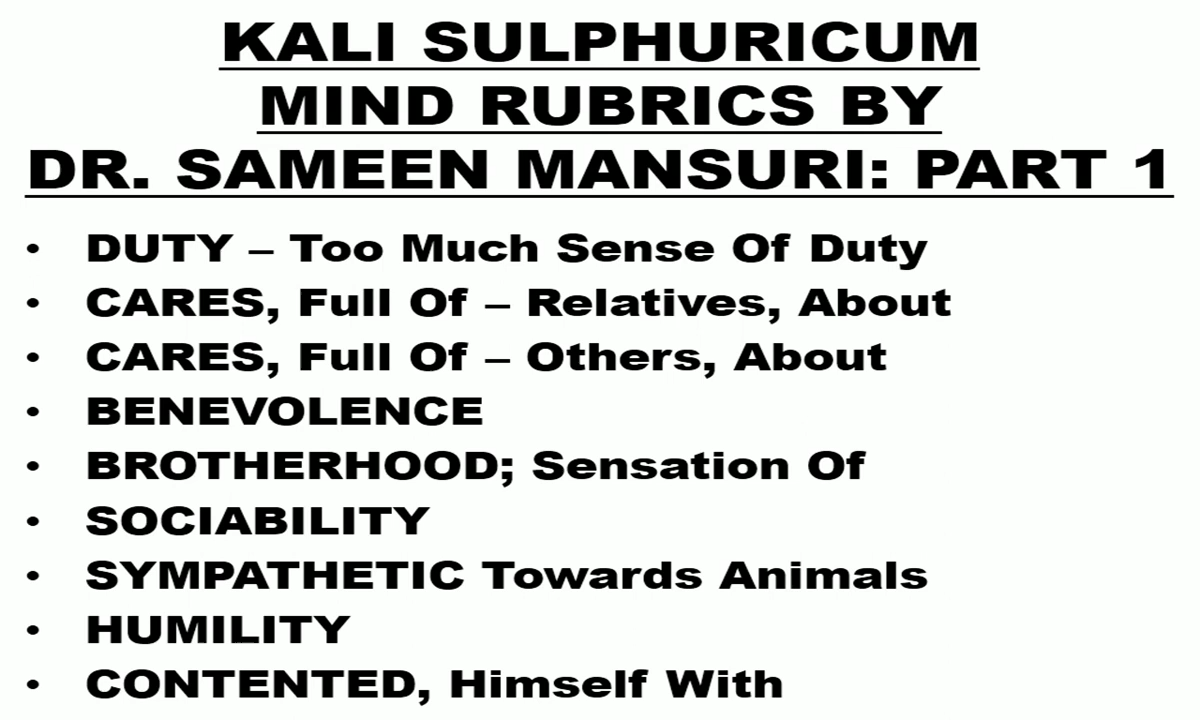 KALI SULPHURICUM
MIND RUBRICS BY
DR. SAMEEN MANSURI: PART 1
• DUTY – Too Much Sense Of Duty
• CARES, Full Of – Relatives, About
• CARES, Full Of – Others, About
• BENEVOLENCE
• BROTHERHOOD; Sensation Of
• SOCIABILITY
• SYMPATHETIC Towards Animals
• HUMILITY
• CONTENTED, Himself With